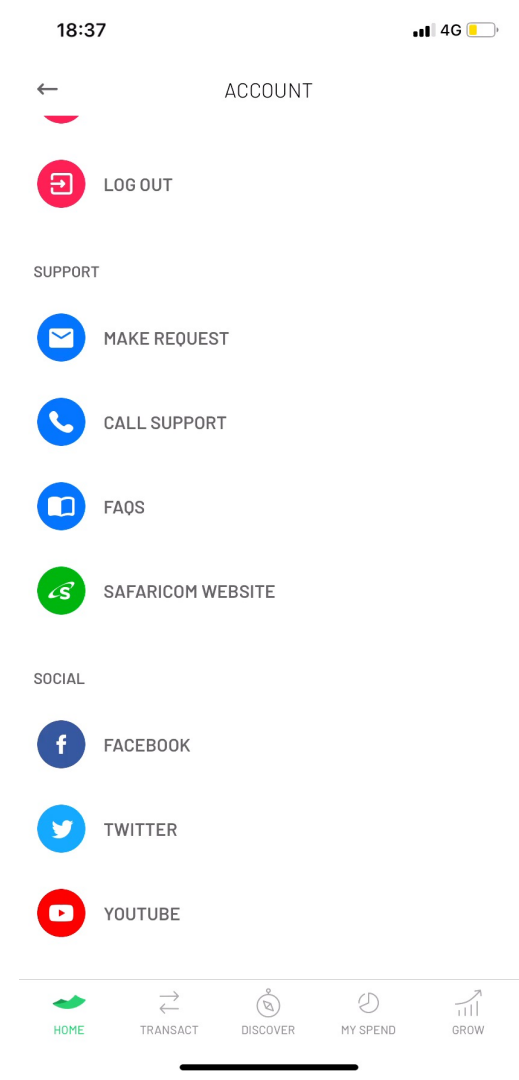 18:37
4G
ACCOUNT
LOG OUT
SUPPORT
MAKE REQUEST
CALL SUPPORT
FAQS
SAFARICOM WEBSITE
SOCIAL
FACEBOOK
TWITTER
YOUTUBE
HOME
TRANSACT
DISCOVER
MY SPEND
GROW